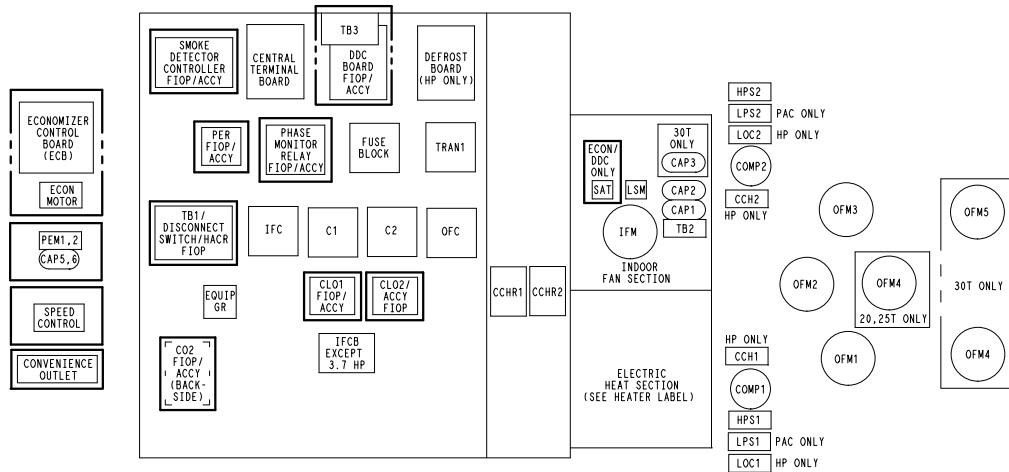 ECONOMIZER
CONTROL
BOARD
(ECB)
ECON
MOTOR
PEM1,2
CAP5,6
SPEED
CONTROL
CONVENIENCE
OUTLET
SMOKE
DETECTOR
CONTROLLER
FIOP/ACCY
CENTRAL
TERMINAL
BOARD
TB3
DDC
BOARD
FIOP/
ACCY
DEFROST
BOARD
(HP ONLY)
PER
FIOP/
ACCY
PHASE
MONITOR
RELAY
FIOP/ACCY
FUSE
BLOCK
TRAN1
TB1/
DISCONNECT
SWITCH/HACR
FIOP
IFC
C1
C2
OFC
EQUIP
GR
CLO1
FIOP/
ACCY
CLO2/
ACCY
FIOP
CO2
FIOP/
ACCY
(BACK-
SIDE)
IFCB
EXCEPT
3.7 HP
CCHR1
CCHR2
ECON/
DDC
ONLY
SAT
LSM
30T
ONLY
CAP3
CAP2
CAP1
TB2
IFM
INDOOR
FAN SECTION
ELECTRIC
HEAT SECTION
(SEE HEATER LABEL)
HPS2
LPS2 PAC ONLY
LOC2 HP ONLY
COMP2
CCH2
HP ONLY
HP ONLY
CCH1
COMP1
HPS1
LPS1 PAC ONLY
LOC1 HP ONLY
OFM3
OFM2
OFM1
OFM4
20,25T ONLY
OFM5
30T ONLY
OFM4